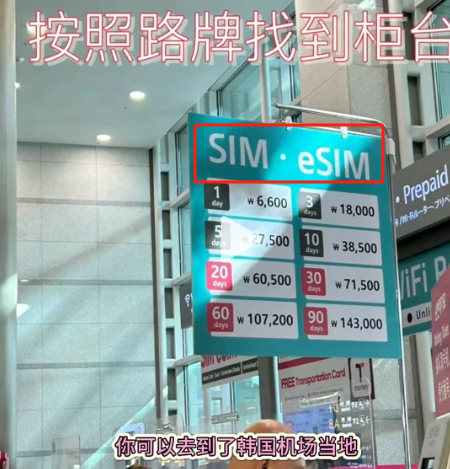 按照路牌找到柜台
SIM · eSIM
1 day ₩ 6,600
3 days ₩ 18,000
5 days ₩ 27,500
10 days ₩ 38,500
20 days ₩ 60,500
30 days ₩ 71,500
60 days ₩ 107,200
90 days ₩ 143,000
· Prepaid
WiFi
FREE Transportation Card
你可以去到了韩国机场当地